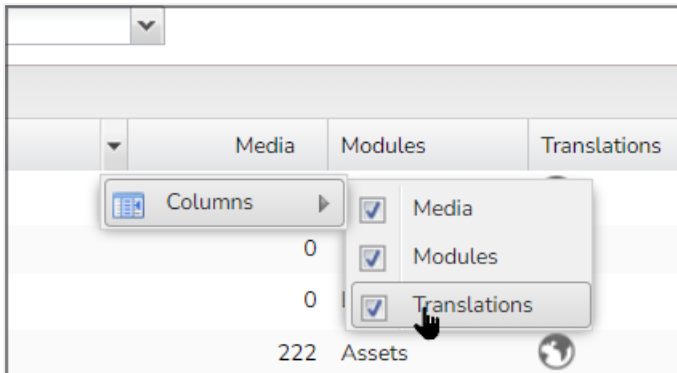 Media Modules Translations
Columns
Media
0
Modules
0
Translations
222 Assets